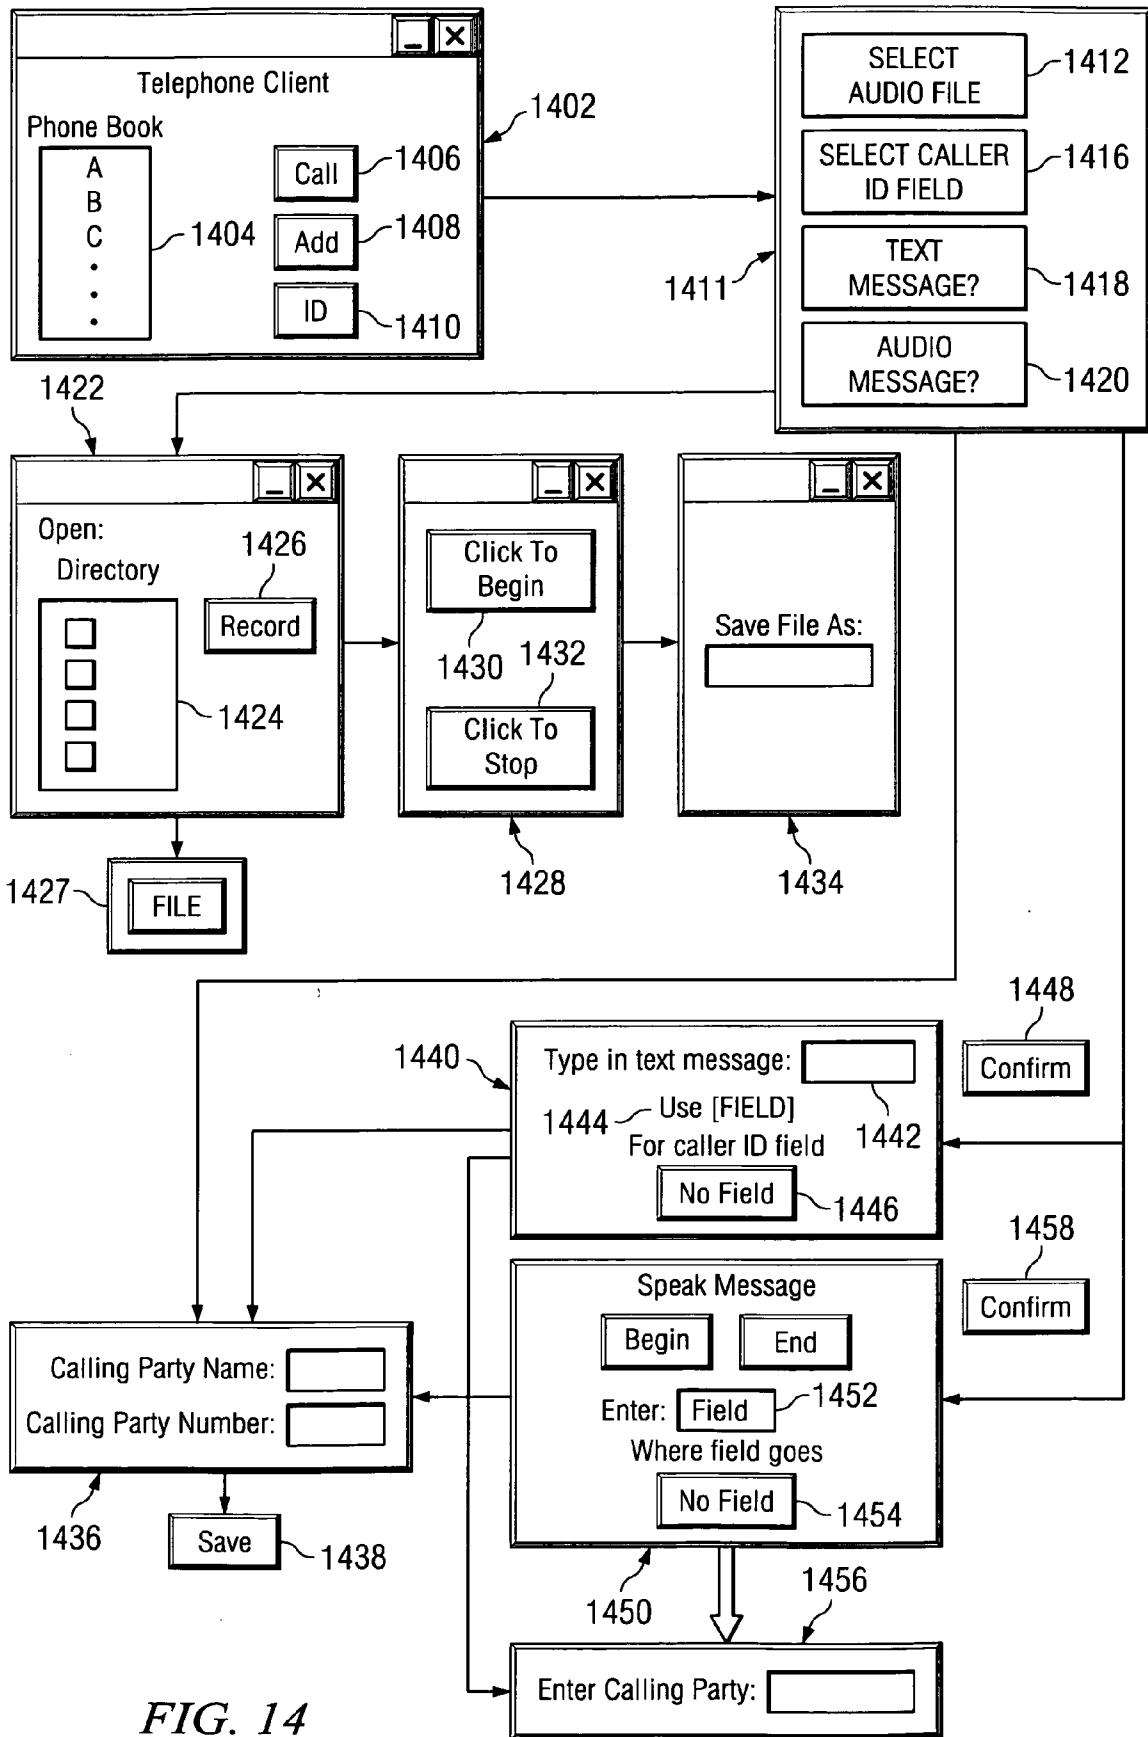 Telephone Client
1402
Phone Book
A
B
C
1404
Call
1406
Add
1408
ID
1410
SELECT
AUDIO FILE
1412
SELECT CALLER
ID FIELD
1416
TEXT
MESSAGE?
1418
AUDIO
MESSAGE?
1420
1411
1422
Open:
Directory
1426
Record
1424
1427
FILE
Click To
Begin
1430
1432
Click To
Stop
1428
Save File As:
1434
1440
Type in text message:
1442
1444
Use [FIELD]
For caller ID field
No Field
1446
1448
Confirm
Speak Message
Begin
End
Enter:
Field
1452
Where field goes
No Field
1454
1450
1458
Confirm
Calling Party Name:
Calling Party Number:
1436
Save
1438
1456
Enter Calling Party:
FIG. 14